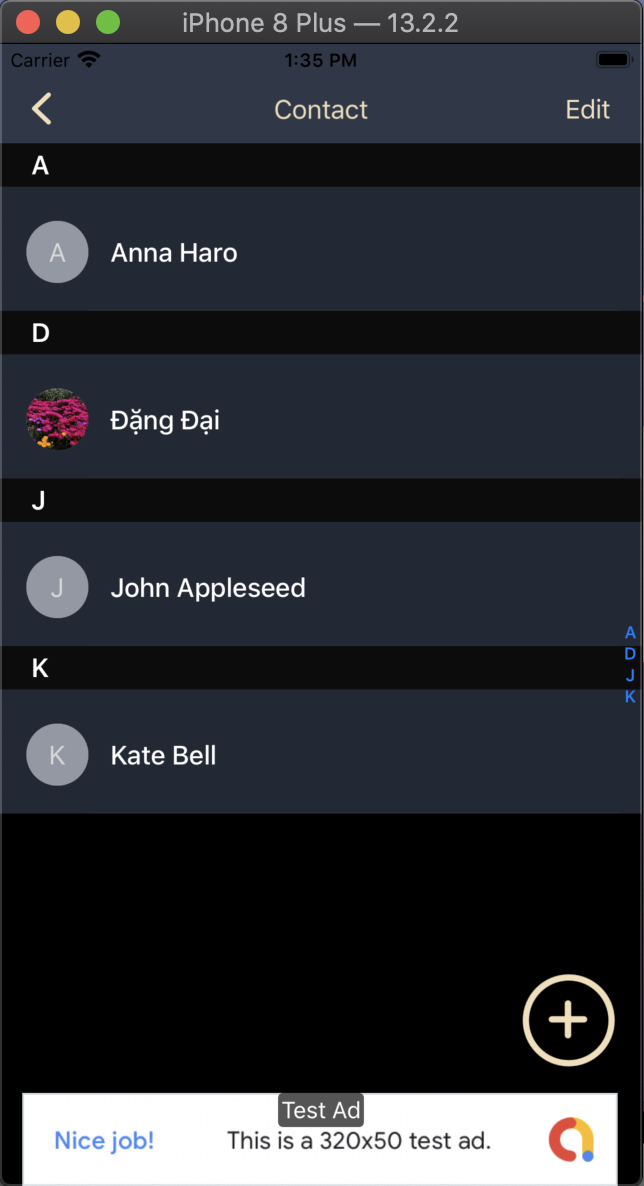 iPhone 8 Plus — 13.2.2
Carrier 1:35 PM
Contact Edit
A
A Anna Haro
D
Đặng Đại
J
J John Appleseed
A
D
J
K
K
K Kate Bell
Test Ad
Nice job! This is a 320x50 test ad.